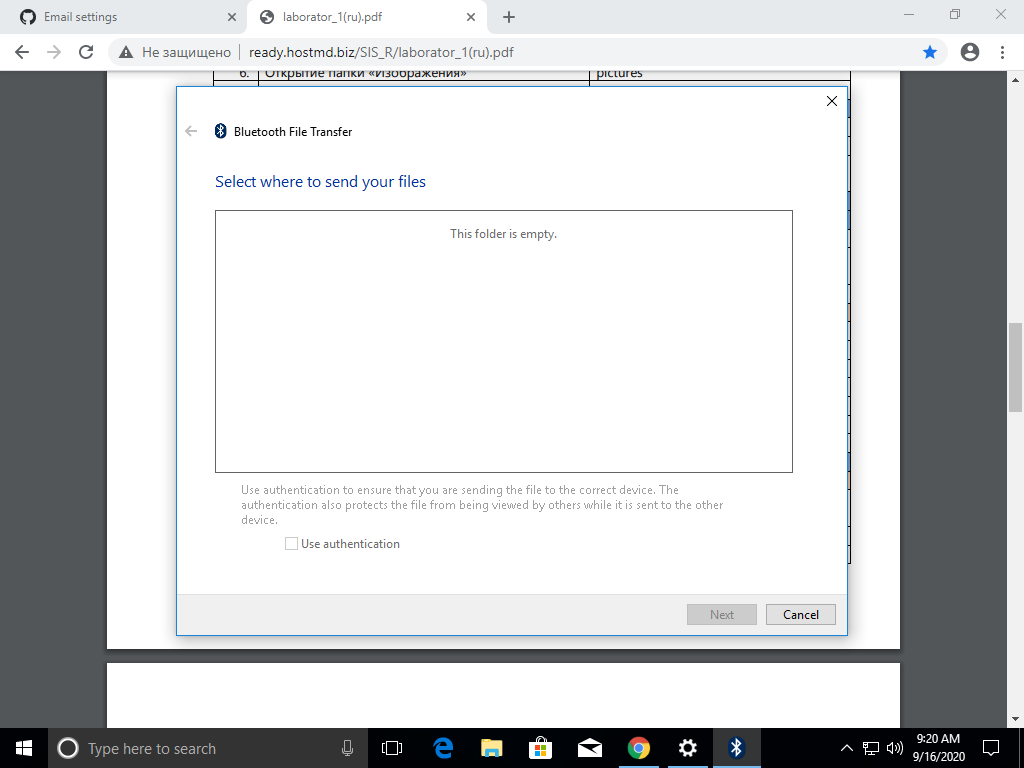 Email settings
laborator_1(ru).pdf
Не защищено
ready.hostmd.biz/SIS_R/laborator_1(ru).pdf
6. Открытие папки «Изображения» pictures
Bluetooth File Transfer
Select where to send your files
This folder is empty.
Use authentication to ensure that you are sending the file to the correct device. The
authentication also protects the file from being viewed by others while it is sent to the other
device.
Use authentication
Next
Cancel
Type here to search
9:20 AM
9/16/2020